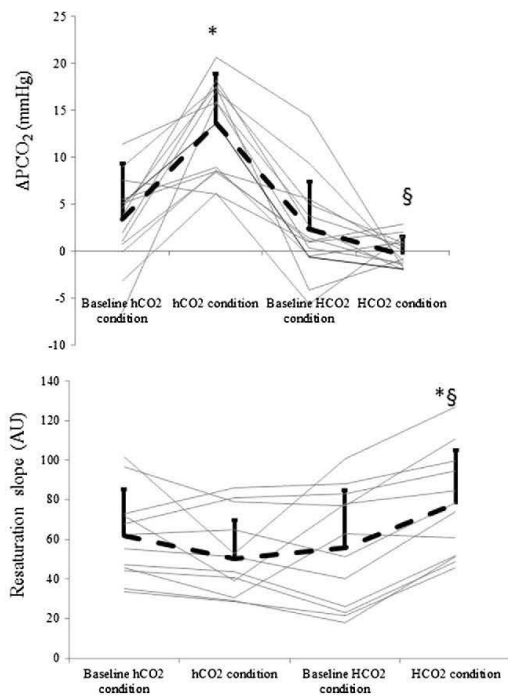 *
25
20
15
10
5
0
-5
-10
ΔPCO₂ (mmHg)
§
Baseline hCO2 condition
hCO2 condition
Baseline HCO2 condition
HCO2 condition
*§
140
120
100
80
60
40
20
0
Resaturation slope (AU)
Baseline hCO2 condition
hCO2 condition
Baseline HCO2 condition
HCO2 condition